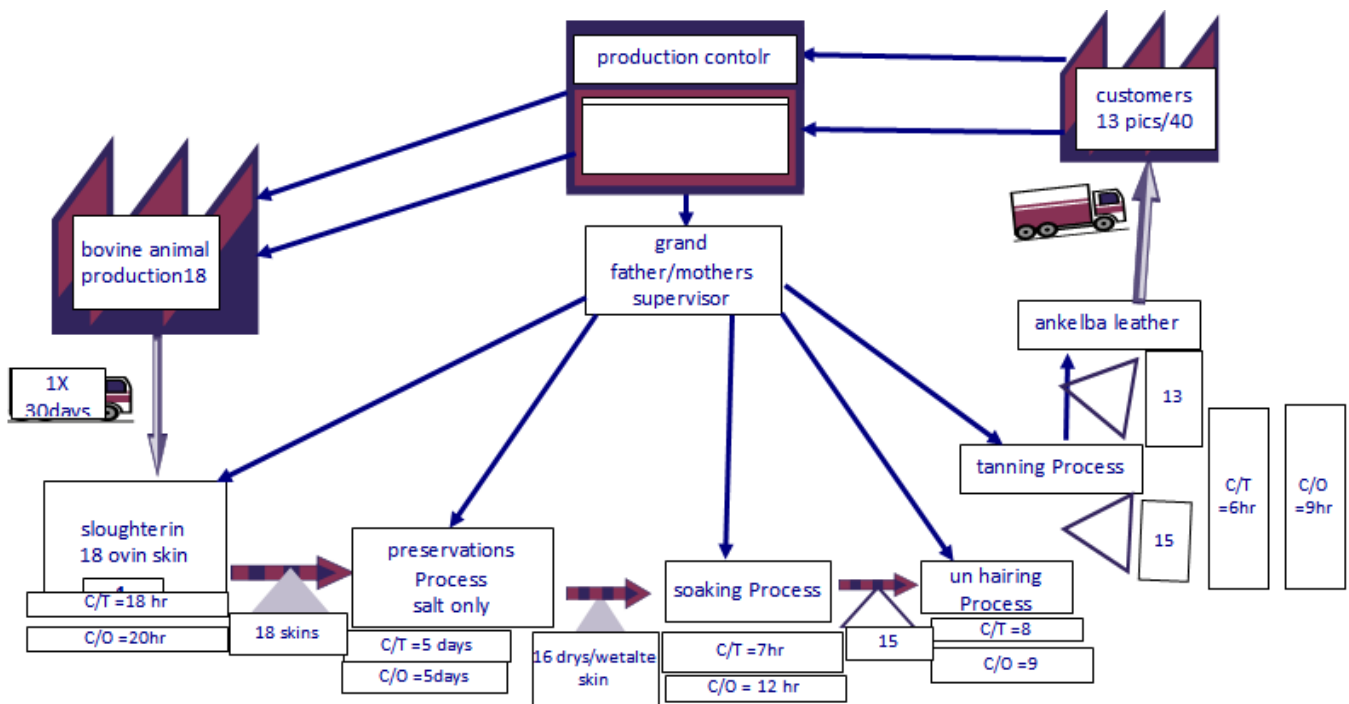 production contolr
customers
13 pics/40
bovine animal
production18
grand
father/mothers
supervisor
ankelba leather
1X
30days
13
tanning Process
C/T
=6hr
C/O
=9hr
15
sloughterin
18 ovin skin
C/T =18 hr
C/O =20hr
18 skins
preservations
Process
salt only
C/T =5 days
C/O =5days
16 drys/wetalte
skin
soaking Process
C/T =7hr
C/O = 12 hr
15
un hairing
Process
C/T =8
C/O =9